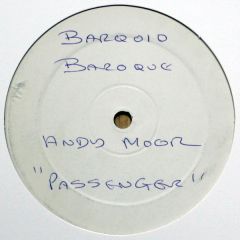 BARQOID
BAROQUE
ANDY MOOR
"PASSENGER"